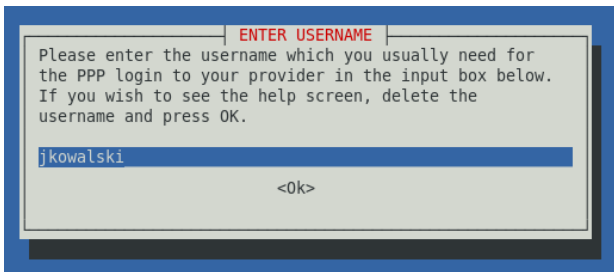 ENTER USERNAME
Please enter the username which you usually need for
the PPP login to your provider in the input box below.
If you wish to see the help screen, delete the
username and press OK.
jkowalski
<Ok>